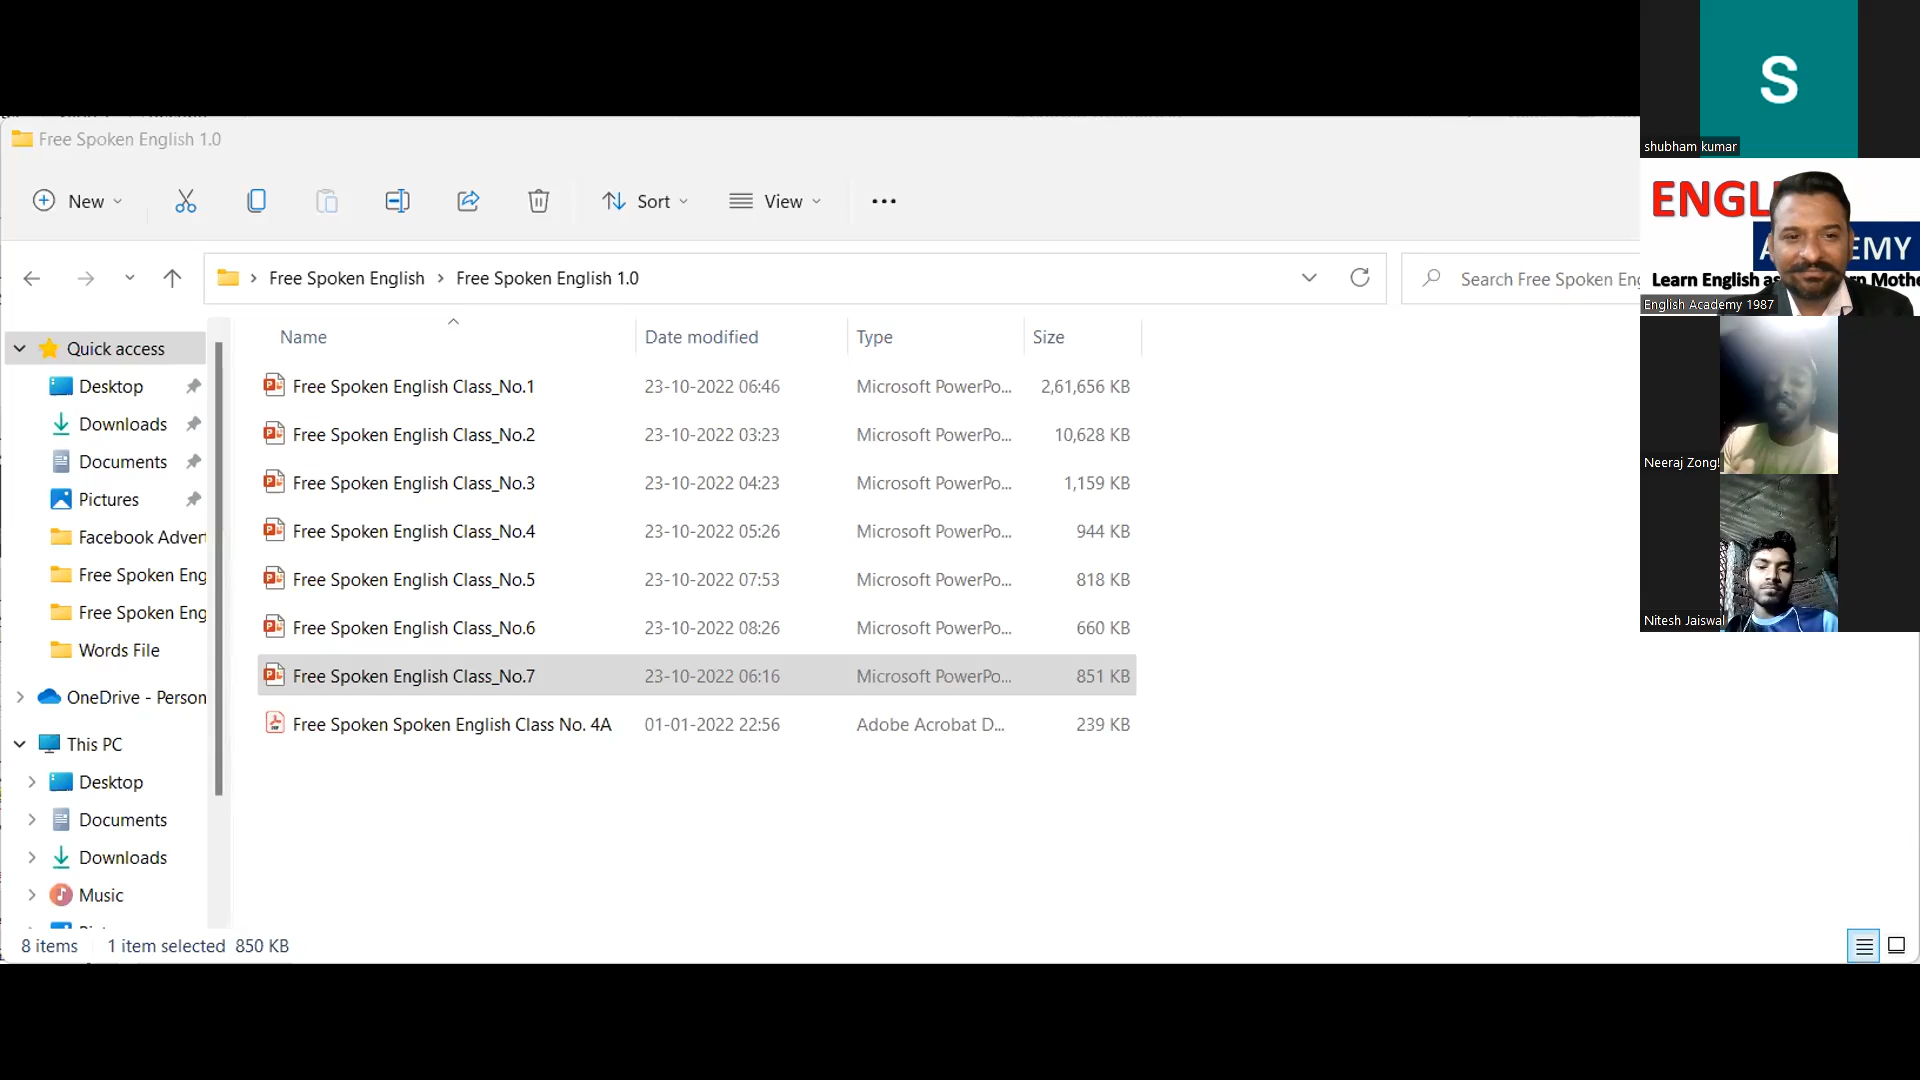 Free Spoken English 1.0
New
Sort
View
Free Spoken English
Free Spoken English 1.0
Search Free Spoken Eng
Name
Date modified
Type
Size
Quick access
Desktop
Downloads
Documents
Pictures
Facebook Advert
Free Spoken Eng
Free Spoken Eng
Words File
OneDrive - Person
This PC
Desktop
Documents
Downloads
Music
Free Spoken English Class_No.1 23-10-2022 06:46 Microsoft PowerPo... 2,61,656 KB
Free Spoken English Class_No.2 23-10-2022 03:23 Microsoft PowerPo... 10,628 KB
Free Spoken English Class_No.3 23-10-2022 04:23 Microsoft PowerPo... 1,159 KB
Free Spoken English Class_No.4 23-10-2022 05:26 Microsoft PowerPo... 944 KB
Free Spoken English Class_No.5 23-10-2022 07:53 Microsoft PowerPo... 818 KB
Free Spoken English Class_No.6 23-10-2022 08:26 Microsoft PowerPo... 660 KB
Free Spoken English Class_No.7 23-10-2022 06:16 Microsoft PowerPo... 851 KB
Free Spoken Spoken English Class No. 4A 01-01-2022 22:56 Adobe Acrobat D... 239 KB
8 items 1 item selected 850 KB
S
shubham kumar
ENGL
A EMY
Learn English as rn Mothe
English Academy 1987
Neeraj Zong!
Nitesh Jaiswal